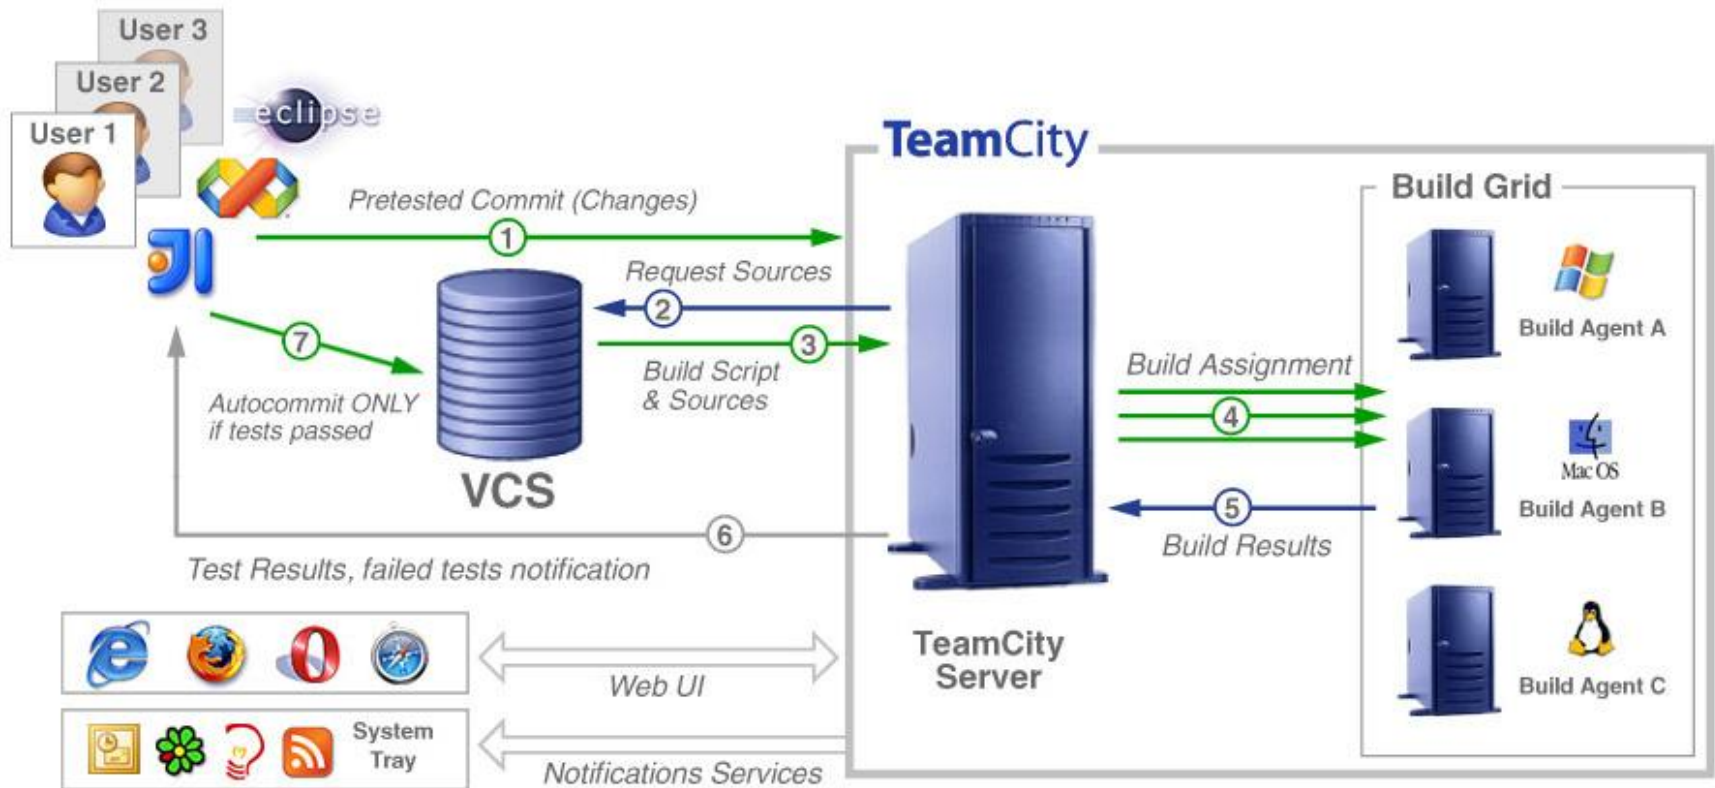 User 3
User 2
User 1
eclipse
TeamCity
Pretested Commit (Changes)
1
Build Grid
Request Sources
2
Build Agent A
7
3
Build Script
& Sources
Build Assignment
4
Autocommit ONLY
if tests passed
VCS
Mac OS
Build Agent B
5
Build Results
6
Test Results, failed tests notification
TeamCity
Server
Web UI
Build Agent C
System
Tray
Notifications Services